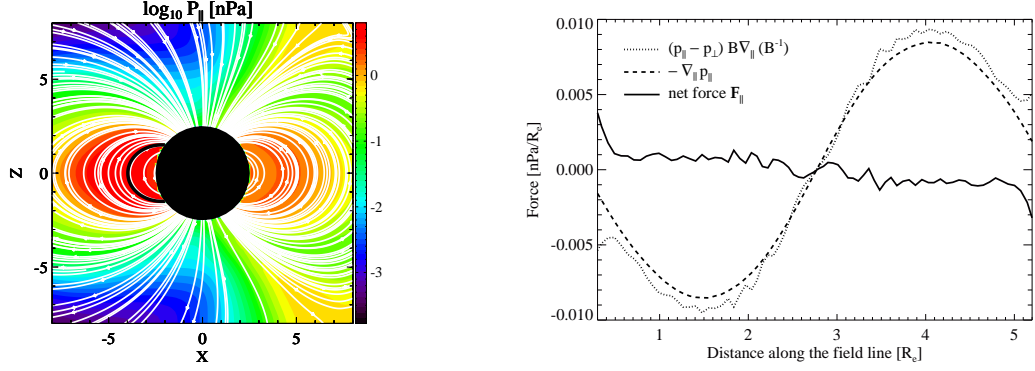 log₁₀ P∥ [nPa]
5
0
-5
Z
-5 0 5
X
0
-1
-2
-3
0.010
0.005
0.000
-0.005
-0.010
Force [nPa/Rₑ]
(p∥ − p⊥) B∇∥ (B⁻¹)
− ∇∥ p∥
net force F∥
1 2 3 4 5
Distance along the field line [Rₑ]